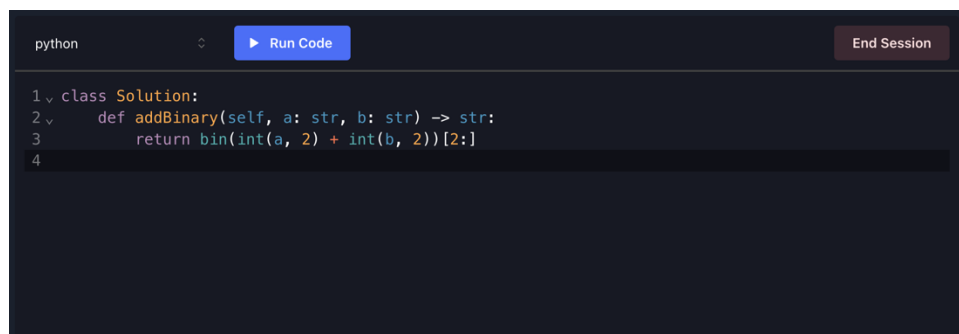 python
Run Code
End Session
1 class Solution:
2     def addBinary(self, a: str, b: str) -> str:
3         return bin(int(a, 2) + int(b, 2))[2:]
4